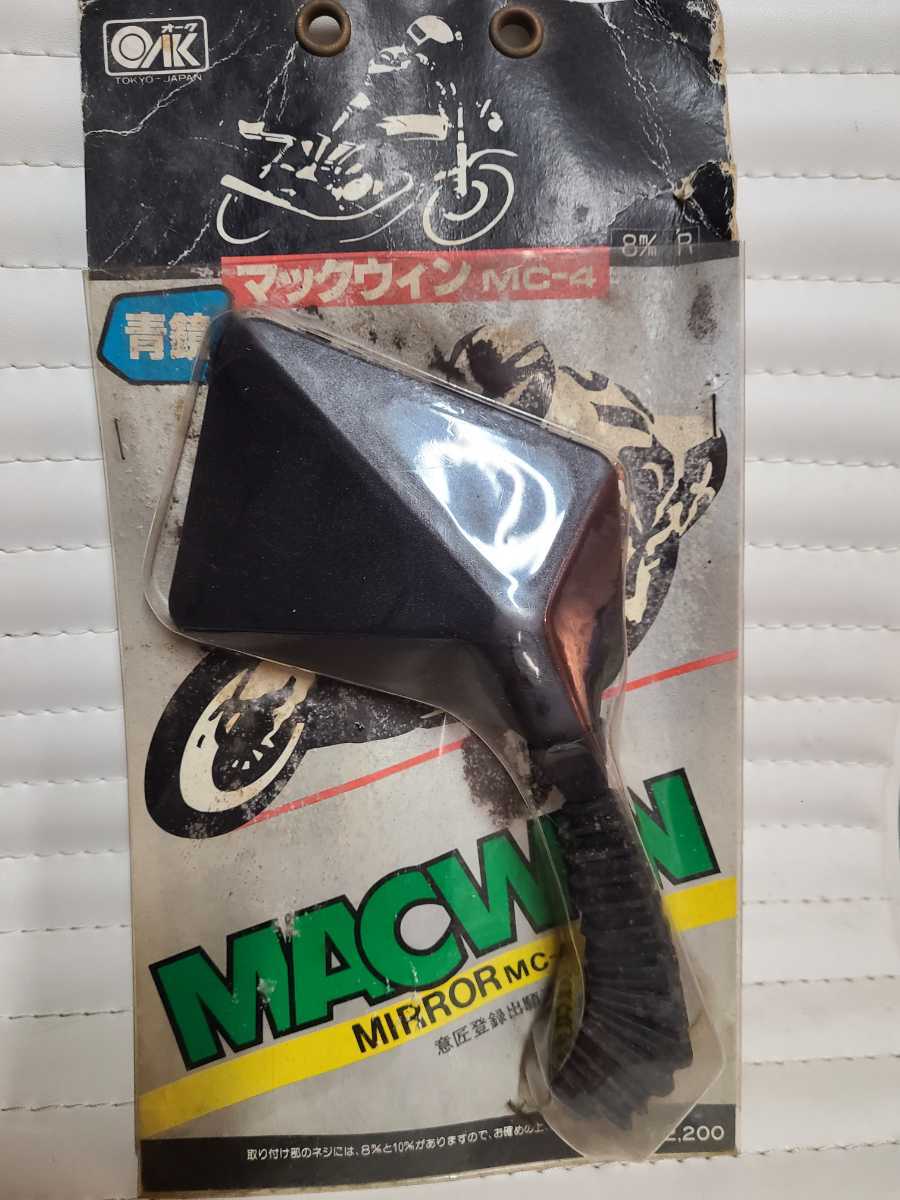 オーク
OAK
TOKYO-JAPAN
8m/m R
マックウィン MC-4
青鏡
MACWIN
MIRROR MC-
意匠登録出願
取り付け部のネジには、8%と10%がありますので、お確めの上、
2,200